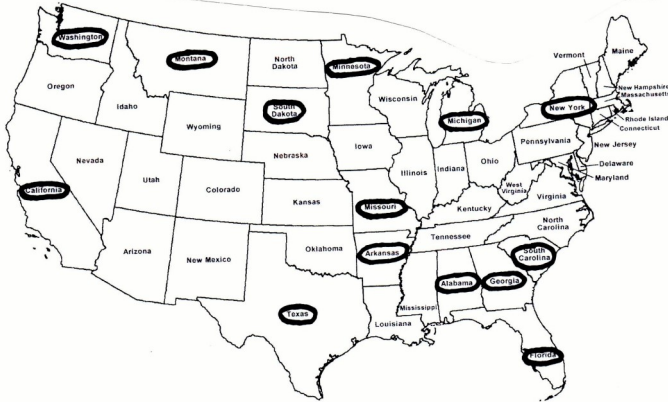 Washington
Montana
North
Dakota
Minnesota
Vermont
Maine
Oregon
Idaho
South
Dakota
Wisconsin
Michigan
New York
New Hampshire
Massachusetts
Rhode Island
Connecticut
Wyoming
Nebraska
Iowa
Pennsylvania
New Jersey
Nevada
Utah
Colorado
Illinois
Indiana
Ohio
Delaware
Maryland
West
Virginia
Virginia
California
Kansas
Missouri
Kentucky
North
Carolina
Tennessee
Arizona
New Mexico
Oklahoma
Arkansas
South
Carolina
Alabama
Georgia
Mississippi
Texas
Louisiana
Florida